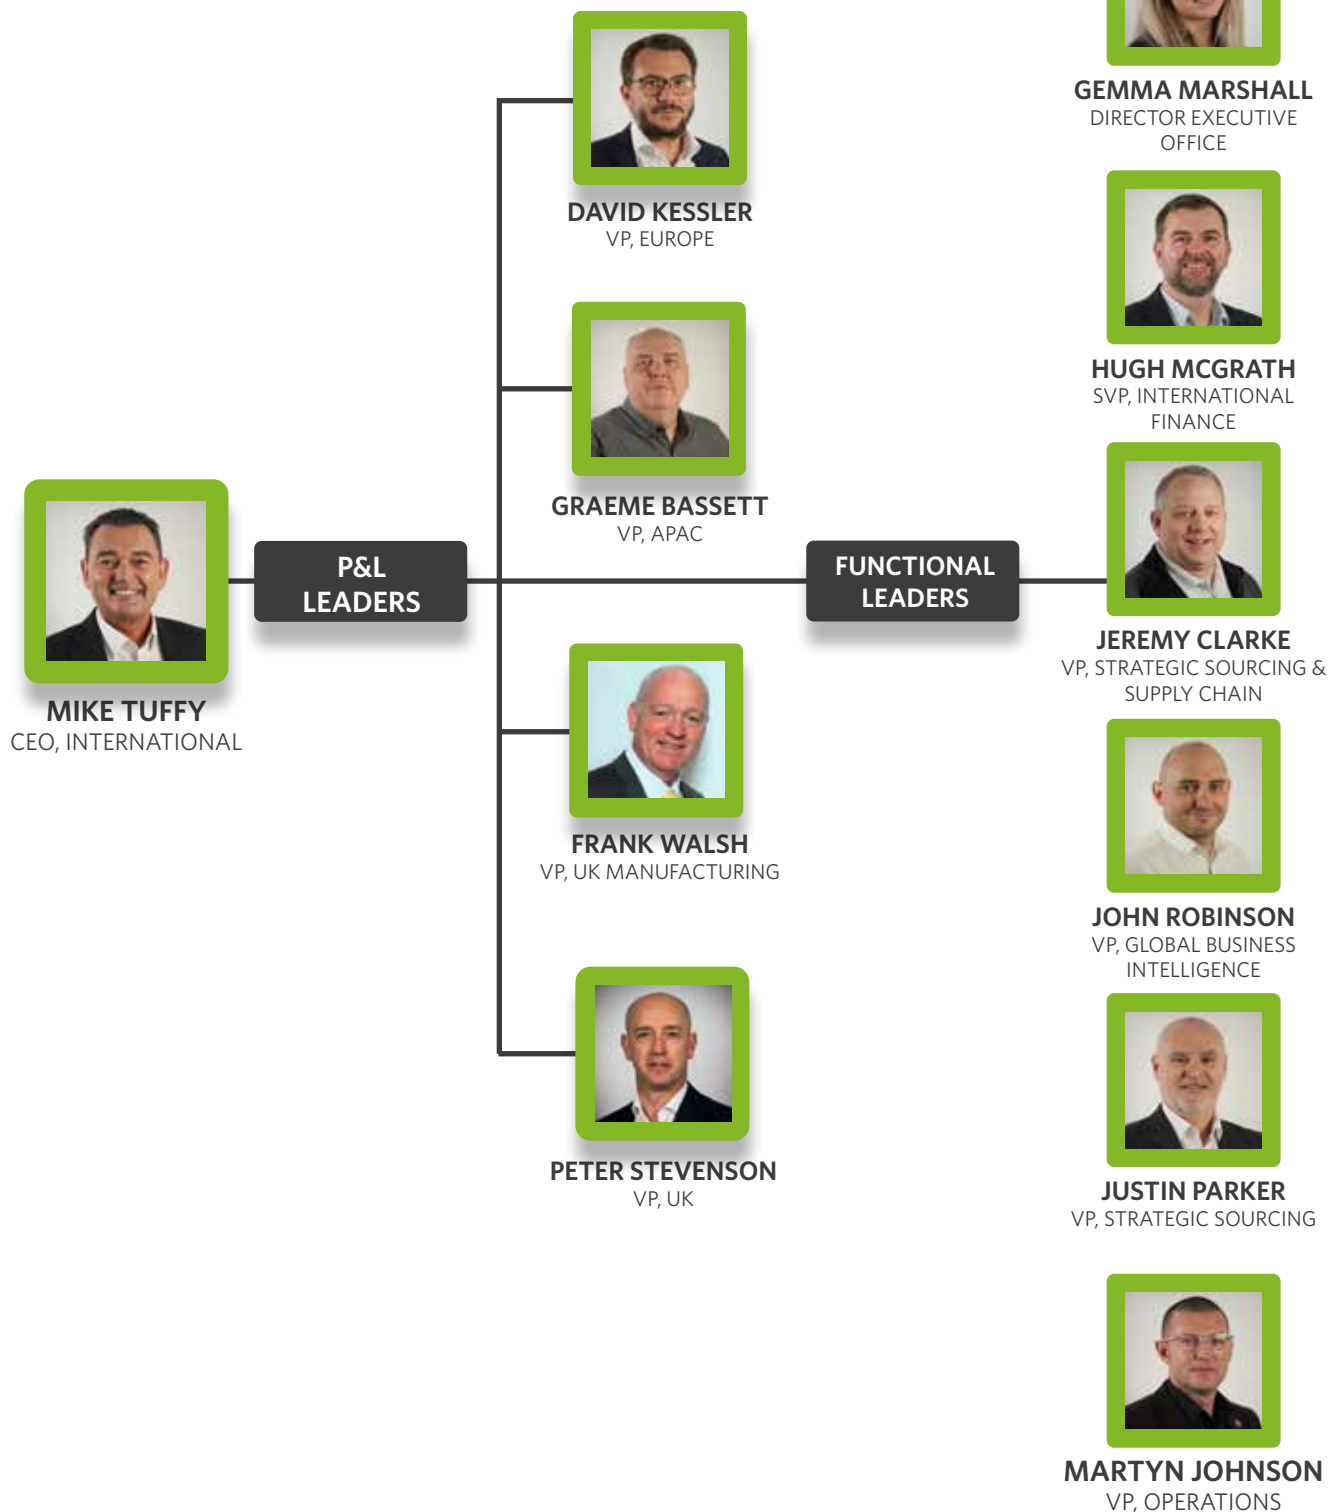 DAVID KESSLER
VP, EUROPE
GRAEME BASSETT
VP, APAC
MIKE TUFFY
CEO, INTERNATIONAL
P&L
LEADERS
FRANK WALSH
VP, UK MANUFACTURING
PETER STEVENSON
VP, UK
FUNCTIONAL
LEADERS
GEMMA MARSHALL
DIRECTOR EXECUTIVE
OFFICE
HUGH MCGRATH
SVP, INTERNATIONAL
FINANCE
JEREMY CLARKE
VP, STRATEGIC SOURCING &
SUPPLY CHAIN
JOHN ROBINSON
VP, GLOBAL BUSINESS
INTELLIGENCE
JUSTIN PARKER
VP, STRATEGIC SOURCING
MARTYN JOHNSON
VP, OPERATIONS